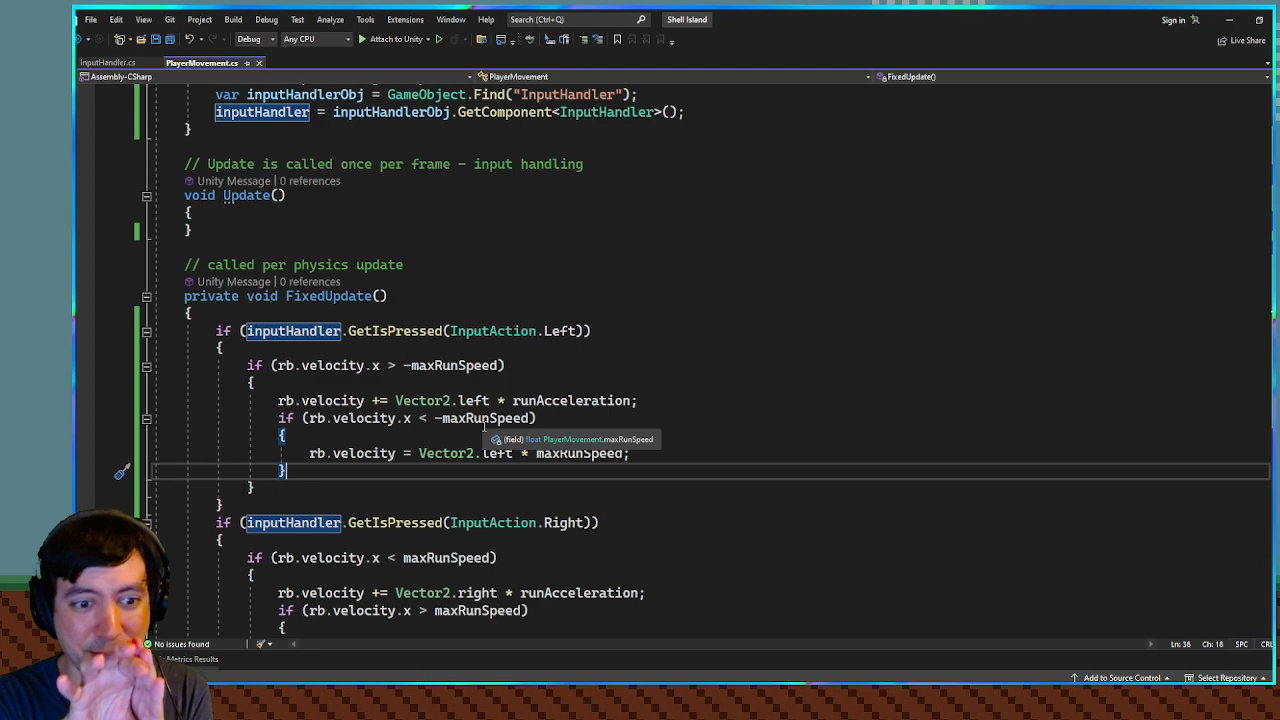 File Edit View Git Project Build Debug Test Analyze Tools Extensions Window Help Search (Ctrl+Q) Shell Island Sign in
Debug Any CPU Attach to Unity Live Share
InputHandler.cs PlayerMovement.cs
Assembly-CSharp PlayerMovement FixedUpdate()
var inputHandlerObj = GameObject.Find("InputHandler");
inputHandler = inputHandlerObj.GetComponent<InputHandler>();
}
// Update is called once per frame - input handling
Unity Message | 0 references
void Update()
{
}
// called per physics update
Unity Message | 0 references
private void FixedUpdate()
{
if (inputHandler.GetIsPressed(InputAction.Left))
{
if (rb.velocity.x > -maxRunSpeed)
{
rb.velocity += Vector2.left * runAcceleration;
if (rb.velocity.x < -maxRunSpeed)
{
(field) float PlayerMovement.maxRunSpeed
rb.velocity = Vector2.left * maxRunSpeed;
}
}
}
if (inputHandler.GetIsPressed(InputAction.Right))
{
if (rb.velocity.x < maxRunSpeed)
{
rb.velocity += Vector2.right * runAcceleration;
if (rb.velocity.x > maxRunSpeed)
{
No issues found Ln: 38 Ch: 18 SPC
Metrics Results
Add to Source Control Select Repository